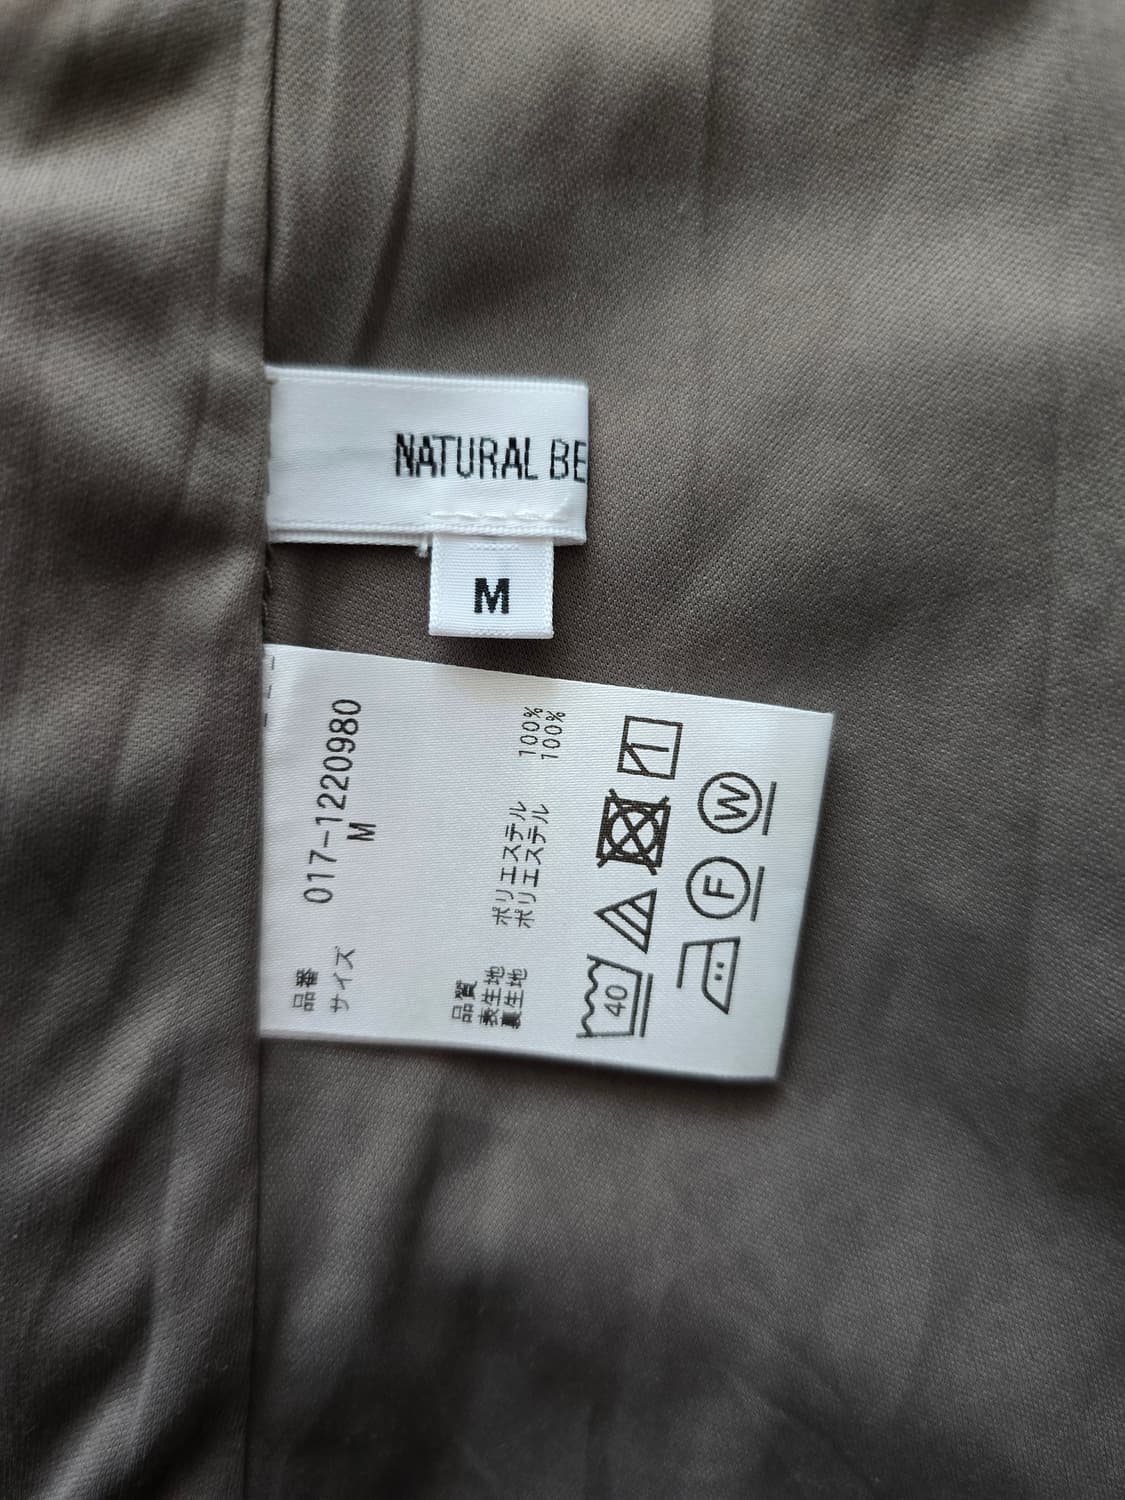 NATURAL BE
M
品番 017-1220980
サイズ M
品質
表生地 ポリエステル 100%
裏生地 ポリエステル 100%
40
F W